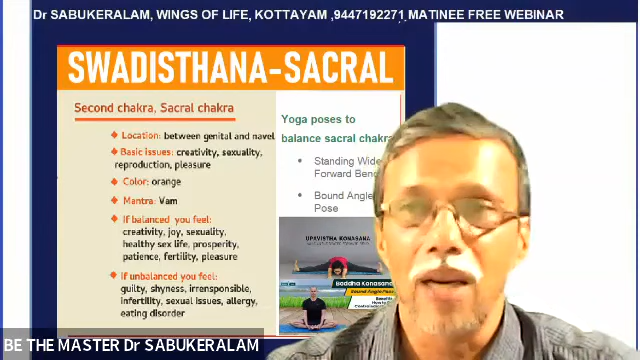 Dr SABUKERALAM, WINGS OF LIFE, KOTTAYAM ,9447192271 MATINEE FREE WEBINAR
SWADISTHANA-SACRAL
Second chakra, Sacral chakra
Location: between genital and navel
Basic issues: creativity, sexuality,
reproduction, pleasure
Color: orange
Mantra: Vam
If balanced you feel:
creativity, joy, sexuality,
healthy sex life, prosperity,
patience, fertility, pleasure
If unbalanced you feel:
guilty, shyness, irrensponsible,
infertility, sexual issues, allergy,
eating disorder
Yoga poses to
balance sacral chakra
Standing Wide
Forward Bend
Bound Angle
Pose
UPAVISTHA KONASANA
Baddha Konasana
Bound Angle Pose
Benefits
BE THE MASTER Dr SABUKERALAM